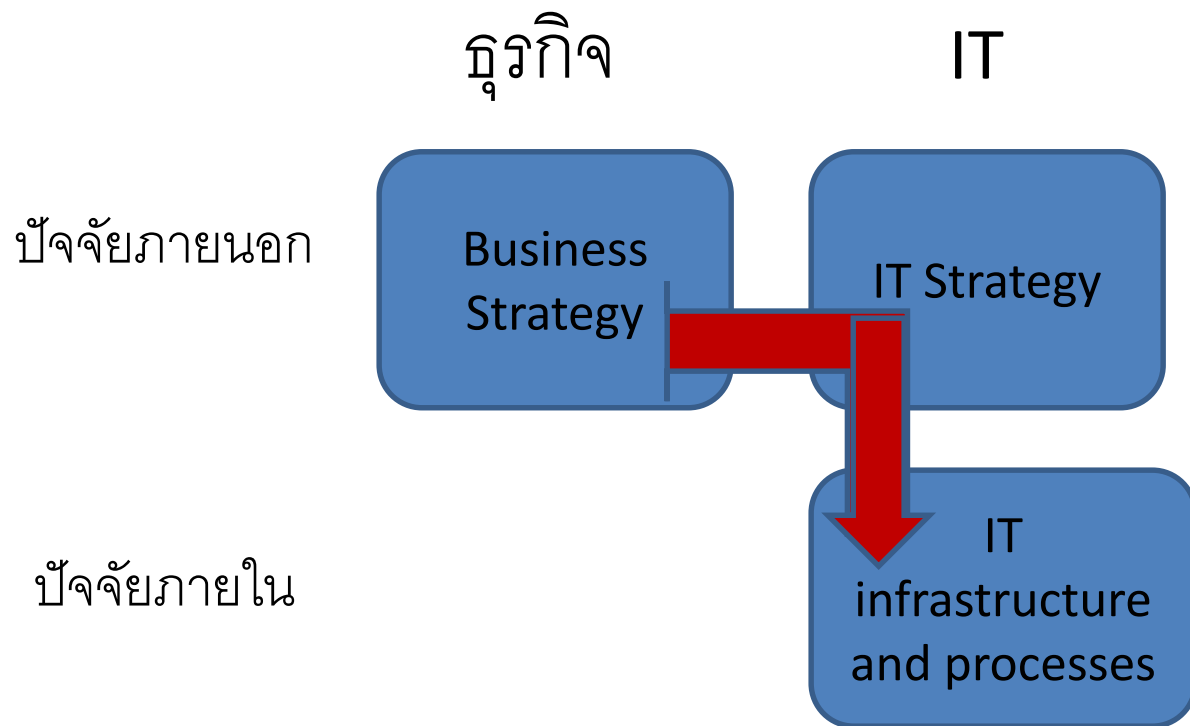 ธุรกิจ
IT
ปัจจัยภายนอก
Business
Strategy
IT Strategy
ปัจจัยภายใน
IT
infrastructure
and processes